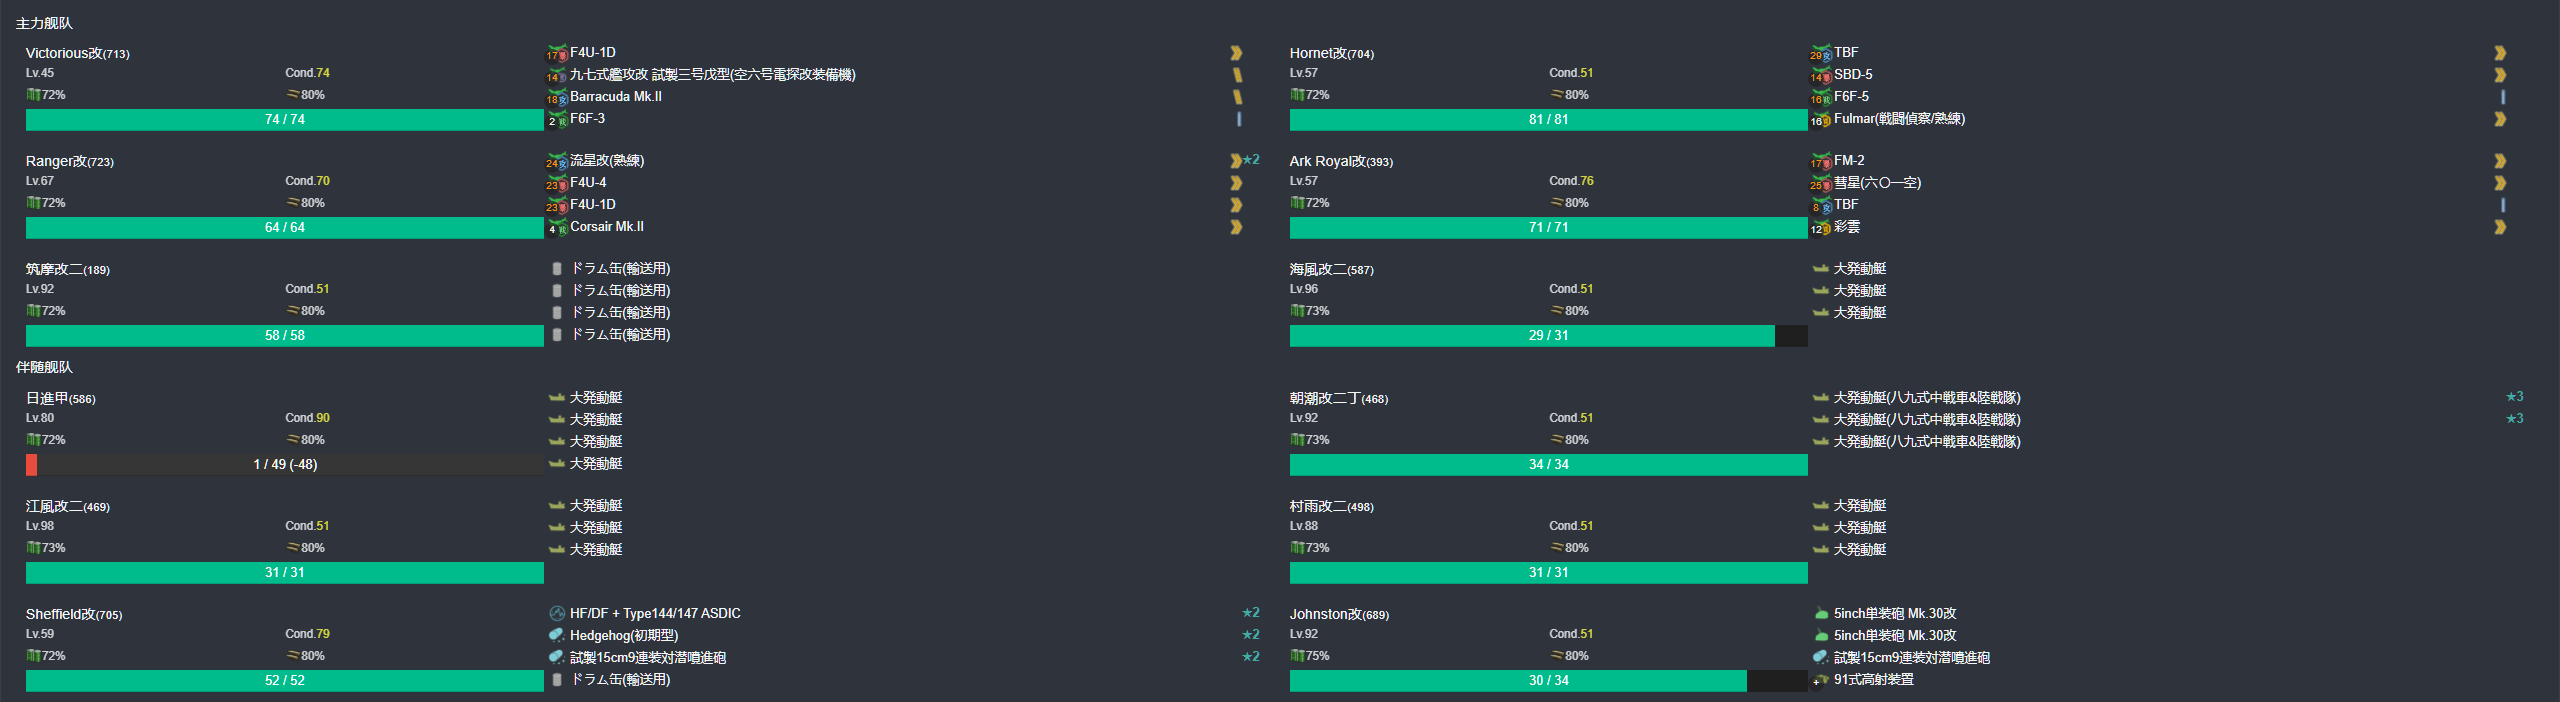 主力舰队
Victorious改(713)
Lv.45 Cond.74
72% 80%
74 / 74
17 F4U-1D
14 九七式艦攻改 試製三号戊型(空六号電探改装備機)
18 Barracuda Mk.II
2 F6F-3
Hornet改(704)
Lv.57 Cond.51
72% 80%
81 / 81
29 TBF
14 SBD-5
16 F6F-5
16 Fulmar(戦闘偵察/熟練)
Ranger改(723)
Lv.67 Cond.70
72% 80%
64 / 64
24 流星改(熟練) ★2
23 F4U-4
23 F4U-1D
4 Corsair Mk.II
Ark Royal改(393)
Lv.57 Cond.76
72% 80%
71 / 71
17 FM-2
25 彗星(六〇一空)
8 TBF
12 彩雲
筑摩改二(189)
Lv.92 Cond.51
72% 80%
58 / 58
ドラム缶(輸送用)
ドラム缶(輸送用)
ドラム缶(輸送用)
ドラム缶(輸送用)
海風改二(587)
Lv.96 Cond.51
73% 80%
29 / 31
大発動艇
大発動艇
大発動艇
伴随舰队
日進甲(586)
Lv.80 Cond.90
72% 80%
1 / 49 (-48)
大発動艇
大発動艇
大発動艇
大発動艇
朝潮改二丁(468)
Lv.92 Cond.51
73% 80%
34 / 34
大発動艇(八九式中戦車&陸戦隊) ★3
大発動艇(八九式中戦車&陸戦隊) ★3
大発動艇(八九式中戦車&陸戦隊)
江風改二(469)
Lv.98 Cond.51
73% 80%
31 / 31
大発動艇
大発動艇
大発動艇
村雨改二(498)
Lv.88 Cond.51
73% 80%
31 / 31
大発動艇
大発動艇
大発動艇
Sheffield改(705)
Lv.59 Cond.79
72% 80%
52 / 52
HF/DF + Type144/147 ASDIC ★2
Hedgehog(初期型) ★2
試製15cm9連装対潜噴進砲 ★2
ドラム缶(輸送用)
Johnston改(689)
Lv.92 Cond.51
75% 80%
30 / 34
5inch単装砲 Mk.30改
5inch単装砲 Mk.30改
試製15cm9連装対潜噴進砲
+ 91式高射装置